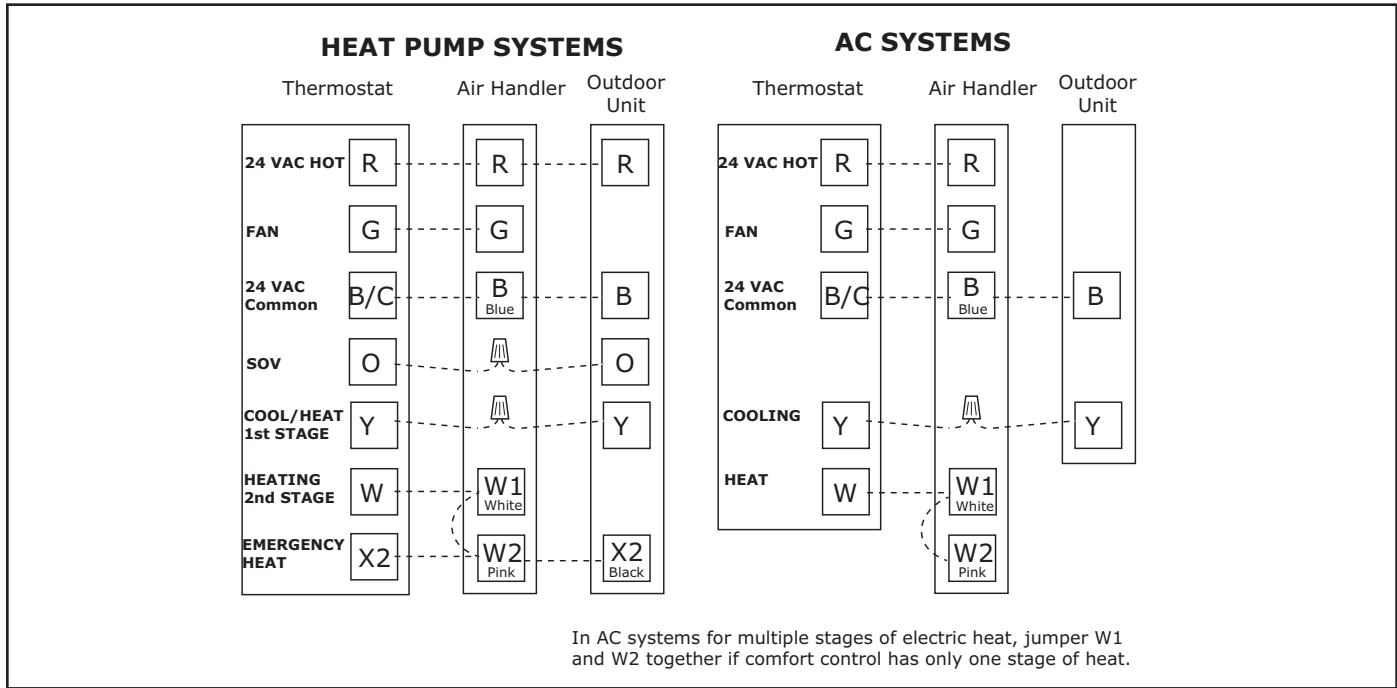 HEAT PUMP SYSTEMS
Thermostat
Air Handler
Outdoor
Unit
24 VAC HOT
R
R
R
FAN
G
G
24 VAC
Common
B/C
B
Blue
B
SOV
O
O
COOL/HEAT
1st STAGE
Y
Y
HEATING
2nd STAGE
W
W1
White
EMERGENCY
HEAT
X2
W2
Pink
X2
Black
AC SYSTEMS
Thermostat
Air Handler
Outdoor
Unit
24 VAC HOT
R
R
FAN
G
G
24 VAC
Common
B/C
B
Blue
B
COOLING
Y
Y
HEAT
W
W1
White
W2
Pink
In AC systems for multiple stages of electric heat, jumper W1
and W2 together if comfort control has only one stage of heat.